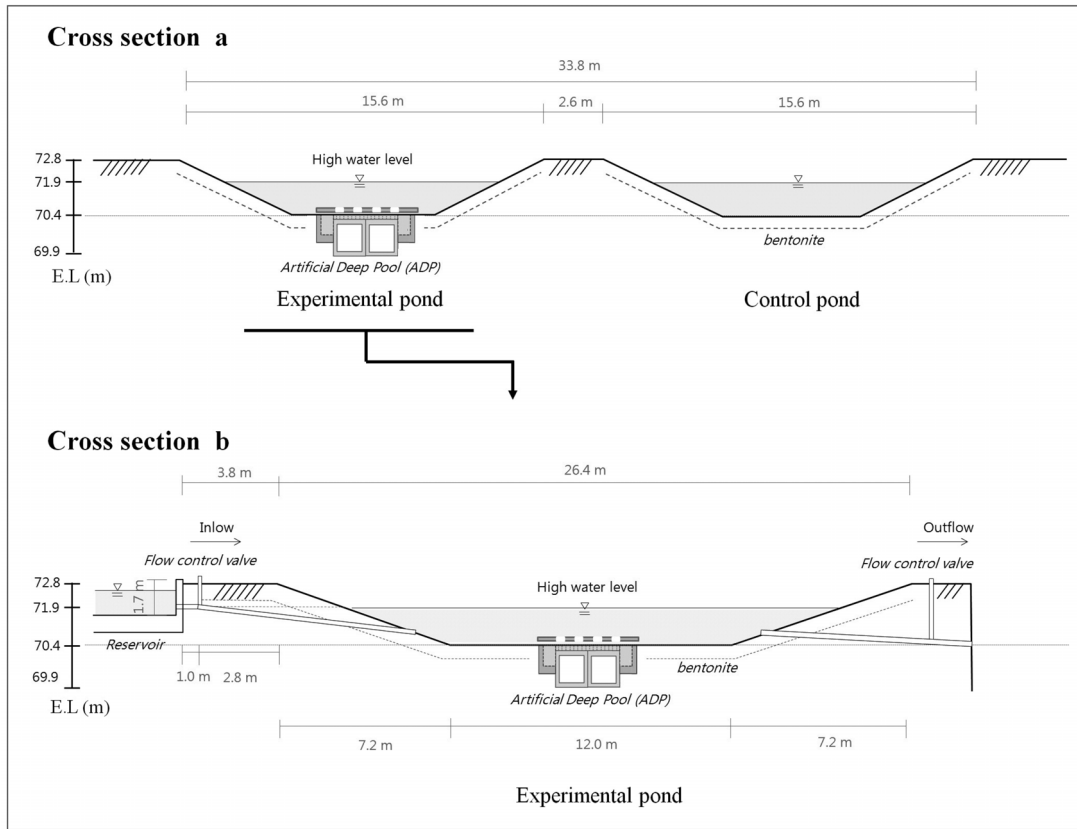 Cross section a
33.8 m
15.6 m
2.6 m
15.6 m
72.8
71.9
70.4
69.9
E.L (m)
High water level
Artificial Deep Pool (ADP)
bentonite
Experimental pond
Control pond
Cross section b
3.8 m
26.4 m
Inlow
Outflow
Flow control valve
Flow control valve
72.8
71.9
70.4
69.9
E.L (m)
1.7 m
High water level
Reservoir
bentonite
1.0 m
2.8 m
Artificial Deep Pool (ADP)
7.2 m
12.0 m
7.2 m
Experimental pond